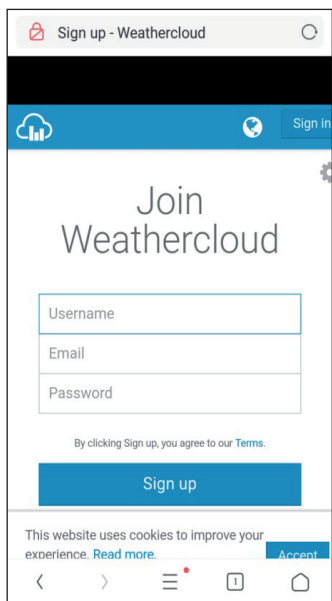 Sign up - Weathercloud
Sign in
Join
Weathercloud
Username
Email
Password
By clicking Sign up, you agree to our Terms.
Sign up
This website uses cookies to improve your
experience. Read more.
Accept
1